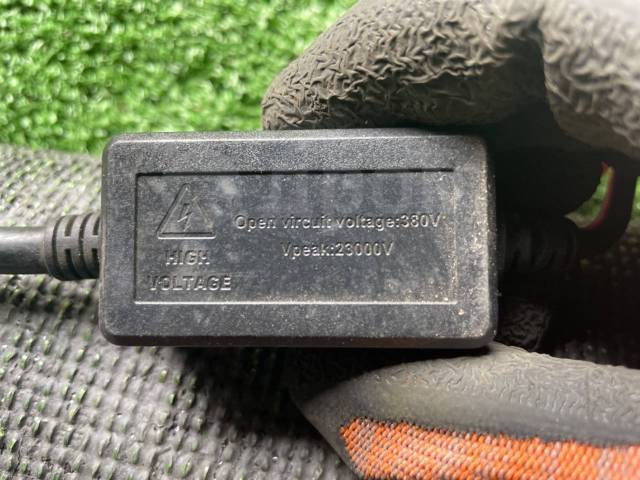 Open vircuit voltage:380V
Vpeak:23000V
HIGH
VOLTAGE